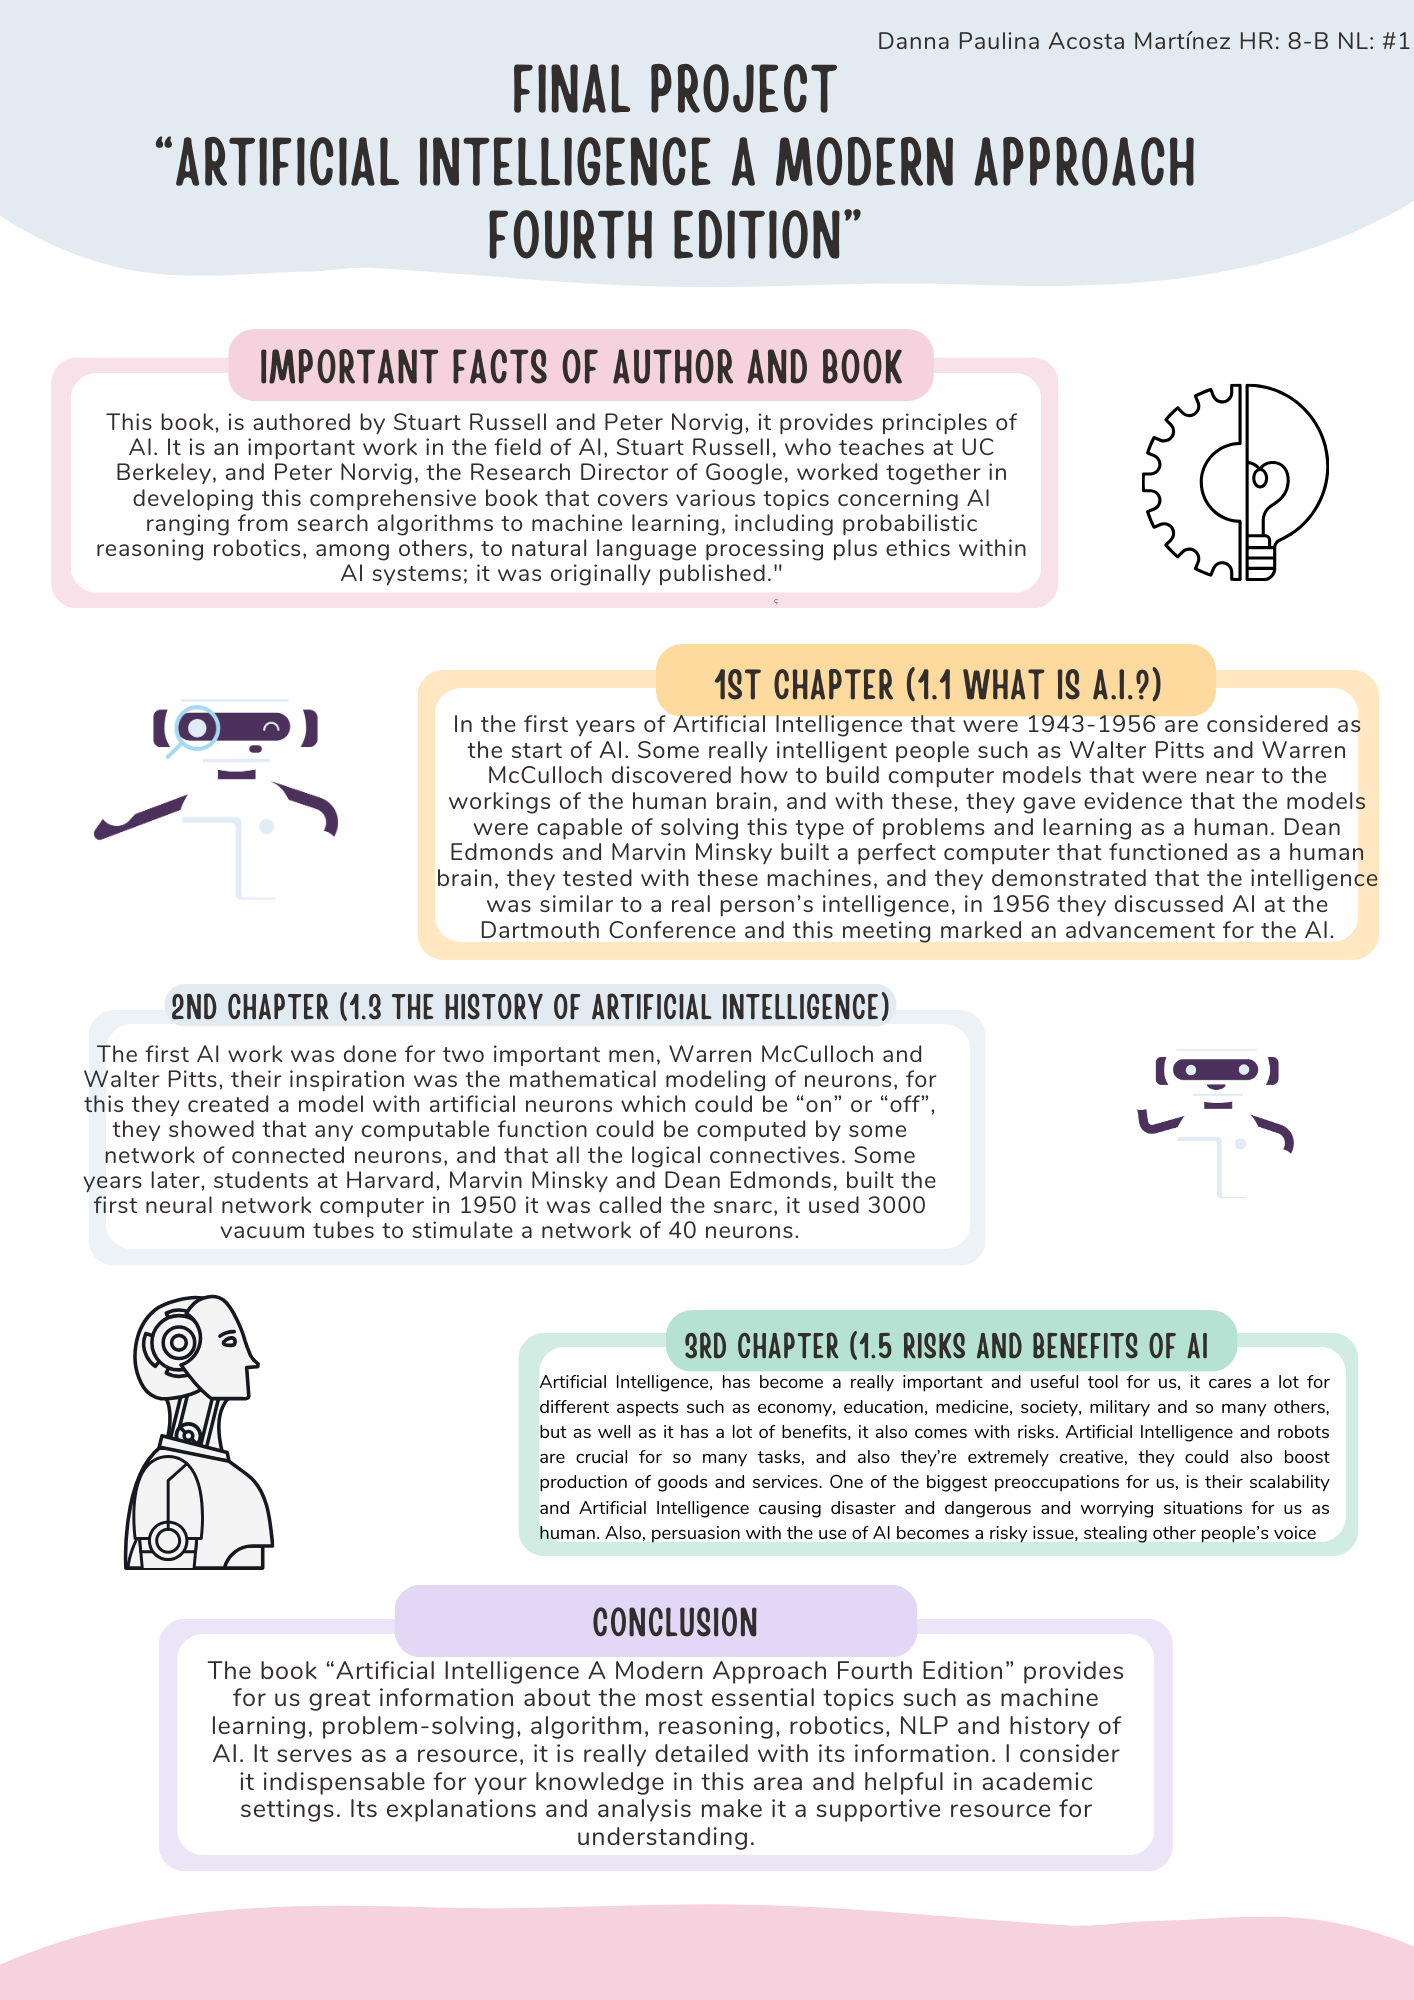 Danna Paulina Acosta Martínez HR: 8-B NL: #1
FINAL PROJECT
“ARTIFICIAL INTELLIGENCE A MODERN APPROACH
FOURTH EDITION”
IMPORTANT FACTS OF AUTHOR AND BOOK
This book, is authored by Stuart Russell and Peter Norvig, it provides principles of
AI. It is an important work in the field of AI, Stuart Russell, who teaches at UC
Berkeley, and Peter Norvig, the Research Director of Google, worked together in
developing this comprehensive book that covers various topics concerning AI
ranging from search algorithms to machine learning, including probabilistic
reasoning robotics, among others, to natural language processing plus ethics within
AI systems; it was originally published."
ç
1ST CHAPTER (1.1 WHAT IS A.I.?)
In the first years of Artificial Intelligence that were 1943-1956 are considered as
the start of AI. Some really intelligent people such as Walter Pitts and Warren
McCulloch discovered how to build computer models that were near to the
workings of the human brain, and with these, they gave evidence that the models
were capable of solving this type of problems and learning as a human. Dean
Edmonds and Marvin Minsky built a perfect computer that functioned as a human
brain, they tested with these machines, and they demonstrated that the intelligence
was similar to a real person’s intelligence, in 1956 they discussed AI at the
Dartmouth Conference and this meeting marked an advancement for the AI.
2ND CHAPTER (1.3 THE HISTORY OF ARTIFICIAL INTELLIGENCE)
The first AI work was done for two important men, Warren McCulloch and
Walter Pitts, their inspiration was the mathematical modeling of neurons, for
this they created a model with artificial neurons which could be “on” or “off”,
they showed that any computable function could be computed by some
network of connected neurons, and that all the logical connectives. Some
years later, students at Harvard, Marvin Minsky and Dean Edmonds, built the
first neural network computer in 1950 it was called the snarc, it used 3000
vacuum tubes to stimulate a network of 40 neurons.
3RD CHAPTER (1.5 RISKS AND BENEFITS OF AI
Artificial Intelligence, has become a really important and useful tool for us, it cares a lot for
different aspects such as economy, education, medicine, society, military and so many others,
but as well as it has a lot of benefits, it also comes with risks. Artificial Intelligence and robots
are crucial for so many tasks, and also they’re extremely creative, they could also boost
production of goods and services. One of the biggest preoccupations for us, is their scalability
and Artificial Intelligence causing disaster and dangerous and worrying situations for us as
human. Also, persuasion with the use of AI becomes a risky issue, stealing other people’s voice
CONCLUSION
The book “Artificial Intelligence A Modern Approach Fourth Edition” provides
for us great information about the most essential topics such as machine
learning, problem-solving, algorithm, reasoning, robotics, NLP and history of
AI. It serves as a resource, it is really detailed with its information. I consider
it indispensable for your knowledge in this area and helpful in academic
settings. Its explanations and analysis make it a supportive resource for
understanding.